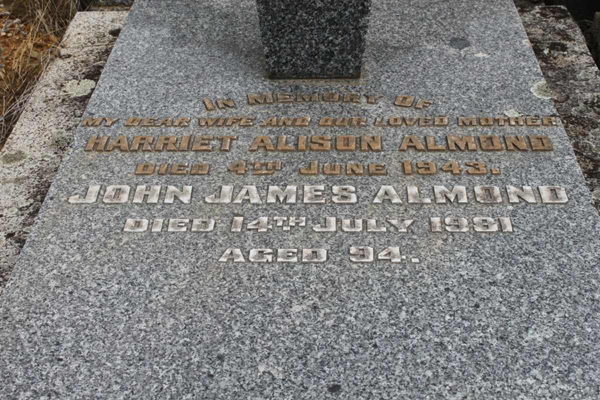 IN MEMORY OF
MY DEAR WIFE AND OUR LOVED MOTHER
HARRIET ALISON ALMOND
DIED 4TH JUNE 1943.
JOHN JAMES ALMOND
DIED 14TH JULY 1981
AGED 94.